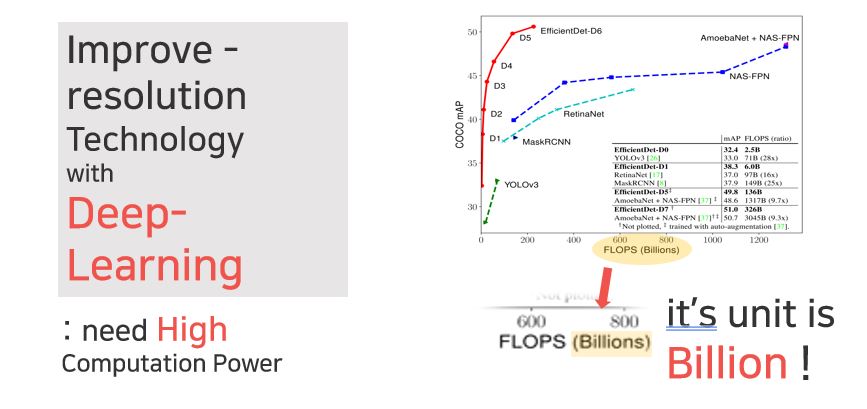 Improve -
resolution
Technology
with
Deep-
Learning
: need High
Computation Power
COCO mAP
50
45
40
35
30
0
200
400
600
800
1000
1200
FLOPS (Billions)
EfficientDet-D6
D5
D4
D3
D2
D1
AmoebaNet + NAS-FPN
NAS-FPN
RetinaNet
MaskRCNN
YOLOv3
mAP FLOPS (ratio)
EfficientDet-D0 32.4 2.5B
YOLOv3 [26] 33.0 71B (28x)
EfficientDet-D1 38.3 6.0B
RetinaNet [17] 37.0 97B (16x)
MaskRCNN [8] 37.9 149B (25x)
EfficientDet-D5‡ 49.8 136B
AmoebaNet + NAS-FPN [37] ‡ 48.6 1317B (9.7x)
EfficientDet-D7 † 51.0 326B
AmoebaNet + NAS-FPN [37]†‡ 50.7 3045B (9.3x)
†Not plotted, ‡ trained with auto-augmentation [37].
600 800
FLOPS (Billions)
it's unit is
Billion !